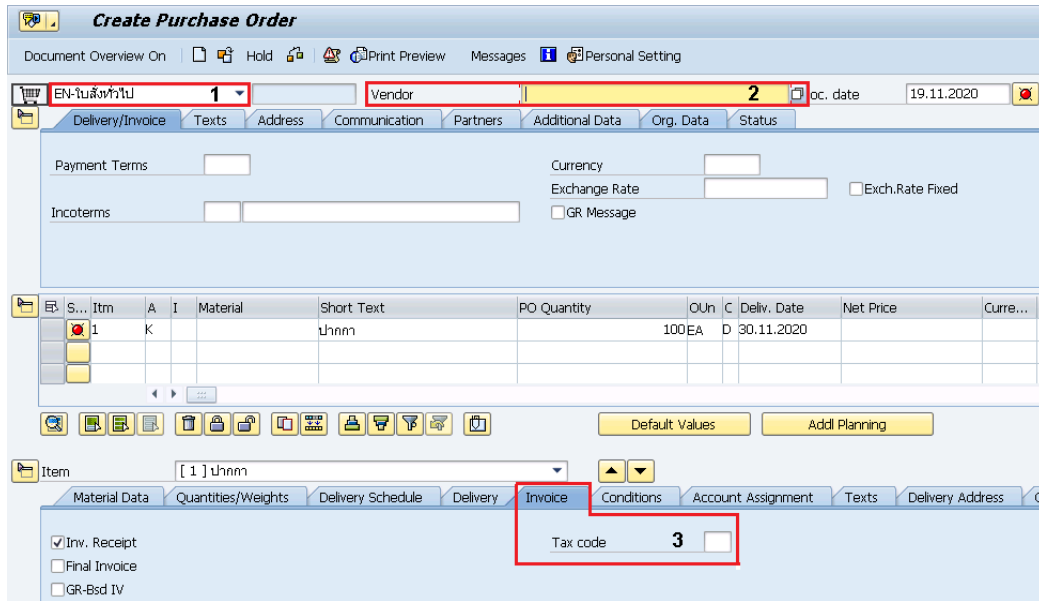 Create Purchase Order
Document Overview On Hold Print Preview Messages Personal Setting
EN-ใบสั่งทั่วไป 1 Vendor 2 oc. date 19.11.2020
Delivery/Invoice Texts Address Communication Partners Additional Data Org. Data Status
Payment Terms Currency
Exchange Rate Exch.Rate Fixed
Incoterms GR Message
S... Itm A I Material Short Text PO Quantity OUn C Deliv. Date Net Price Curre...
1 K ปากกา 100 EA D 30.11.2020
Default Values Addl Planning
Item [ 1 ] ปากกา
Material Data Quantities/Weights Delivery Schedule Delivery Invoice Conditions Account Assignment Texts Delivery Address
Inv. Receipt Tax code 3
Final Invoice
GR-Bsd IV